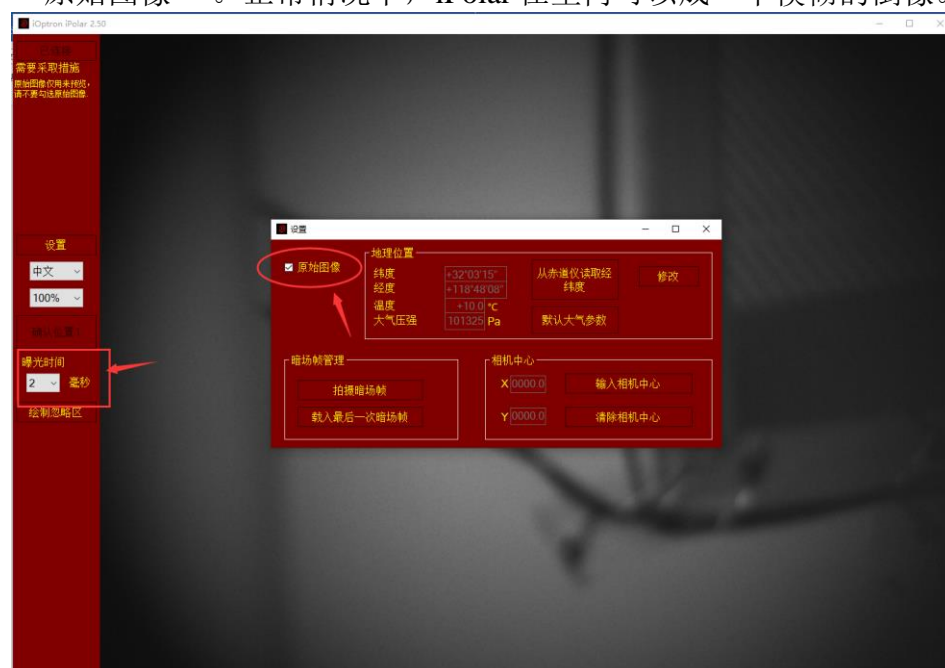 原始图像”。正常情况下，iPolar 在室内可以成一个模糊的倒像。
iOptron iPolar 2.50
已连接
需要采取措施
原始图像仅用来预览，
请不要勾选原始图像.
设置
中文
100%
曝光时间
2 毫秒
绘制忽略区
设置
原始图像
地理位置
纬度 +32°03'15"
经度 +118°48'08"
温度 +10.0 ℃
大气压强 101325 Pa
从赤道仪读取经
纬度
默认大气参数
修改
暗场帧管理
拍摄暗场帧
载入最后一次暗场帧
相机中心
X 0000.0 输入相机中心
Y 0000.0 清除相机中心